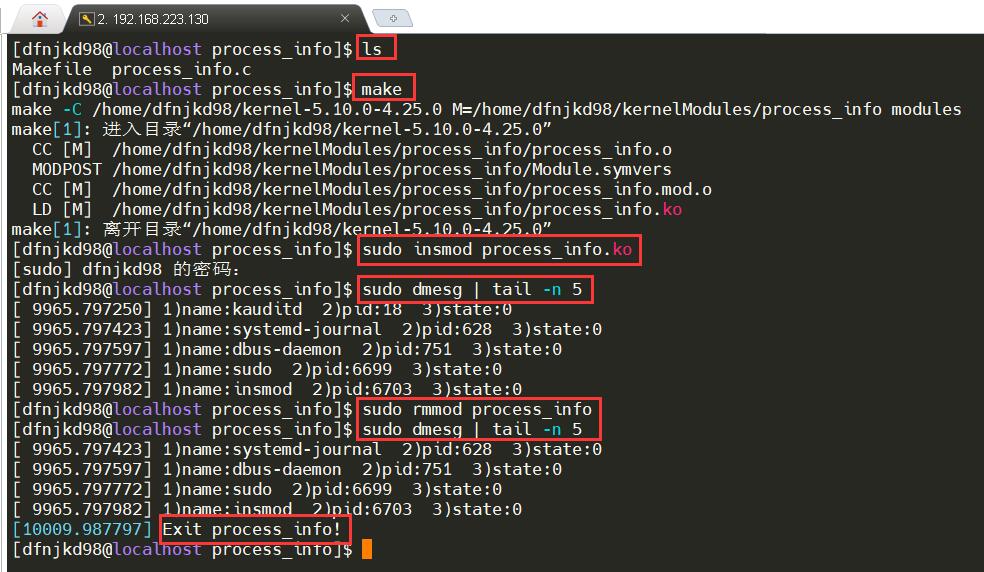 2. 192.168.223.130
[dfnjkd98@localhost process_info]$ ls
Makefile  process_info.c
[dfnjkd98@localhost process_info]$ make
make -C /home/dfnjkd98/kernel-5.10.0-4.25.0 M=/home/dfnjkd98/kernelModules/process_info modules
make[1]: 进入目录“/home/dfnjkd98/kernel-5.10.0-4.25.0”
  CC [M]  /home/dfnjkd98/kernelModules/process_info/process_info.o
  MODPOST /home/dfnjkd98/kernelModules/process_info/Module.symvers
  CC [M]  /home/dfnjkd98/kernelModules/process_info/process_info.mod.o
  LD [M]  /home/dfnjkd98/kernelModules/process_info/process_info.ko
make[1]: 离开目录“/home/dfnjkd98/kernel-5.10.0-4.25.0”
[dfnjkd98@localhost process_info]$ sudo insmod process_info.ko
[sudo] dfnjkd98 的密码：
[dfnjkd98@localhost process_info]$ sudo dmesg | tail -n 5
[ 9965.797250] 1)name:kauditd  2)pid:18  3)state:0
[ 9965.797423] 1)name:systemd-journal  2)pid:628  3)state:0
[ 9965.797597] 1)name:dbus-daemon  2)pid:751  3)state:0
[ 9965.797772] 1)name:sudo  2)pid:6699  3)state:0
[ 9965.797982] 1)name:insmod  2)pid:6703  3)state:0
[dfnjkd98@localhost process_info]$ sudo rmmod process_info
[dfnjkd98@localhost process_info]$ sudo dmesg | tail -n 5
[ 9965.797423] 1)name:systemd-journal  2)pid:628  3)state:0
[ 9965.797597] 1)name:dbus-daemon  2)pid:751  3)state:0
[ 9965.797772] 1)name:sudo  2)pid:6699  3)state:0
[ 9965.797982] 1)name:insmod  2)pid:6703  3)state:0
[10009.987797] Exit process_info!
[dfnjkd98@localhost process_info]$